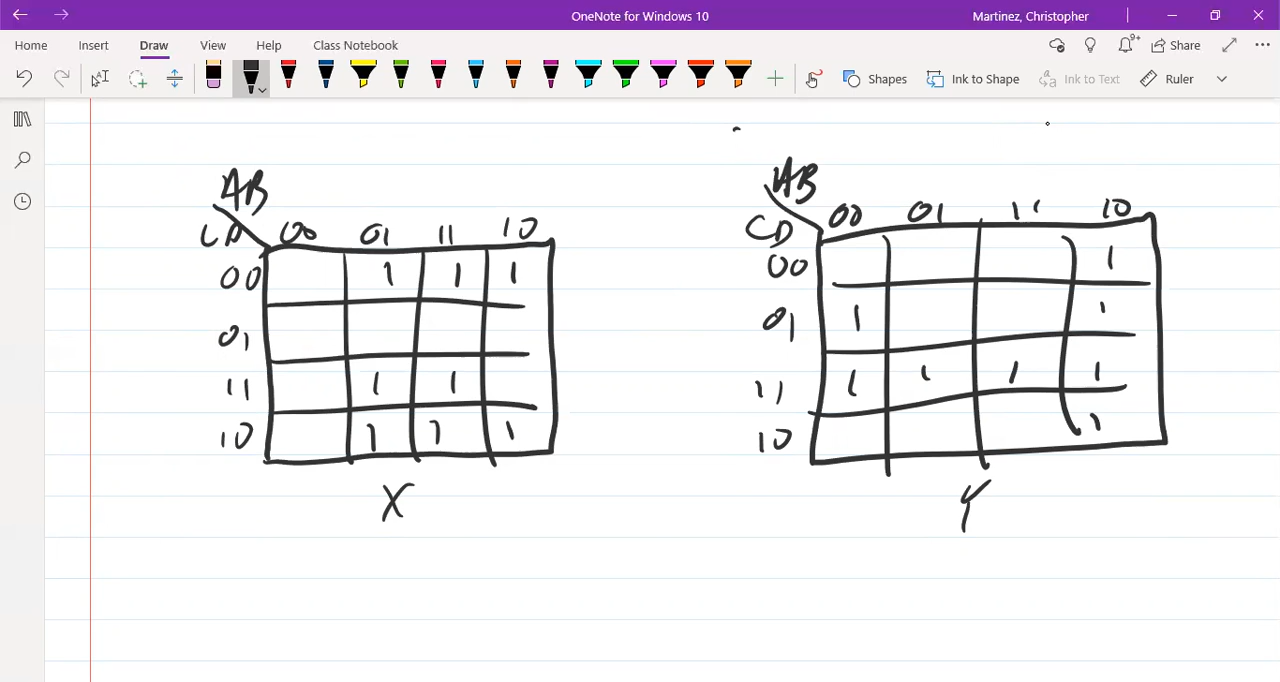 OneNote for Windows 10
Martinez, Christopher
Home Insert Draw View Help Class Notebook
Share
Shapes Ink to Shape Ink to Text Ruler
AB
CD 00 01 11 10
00 1 1 1
01
11 1 1
10 1 1 1
X
AB
CD 00 01 11 10
00 1
01 1 1
11 1 1 1 1
10 1
Y